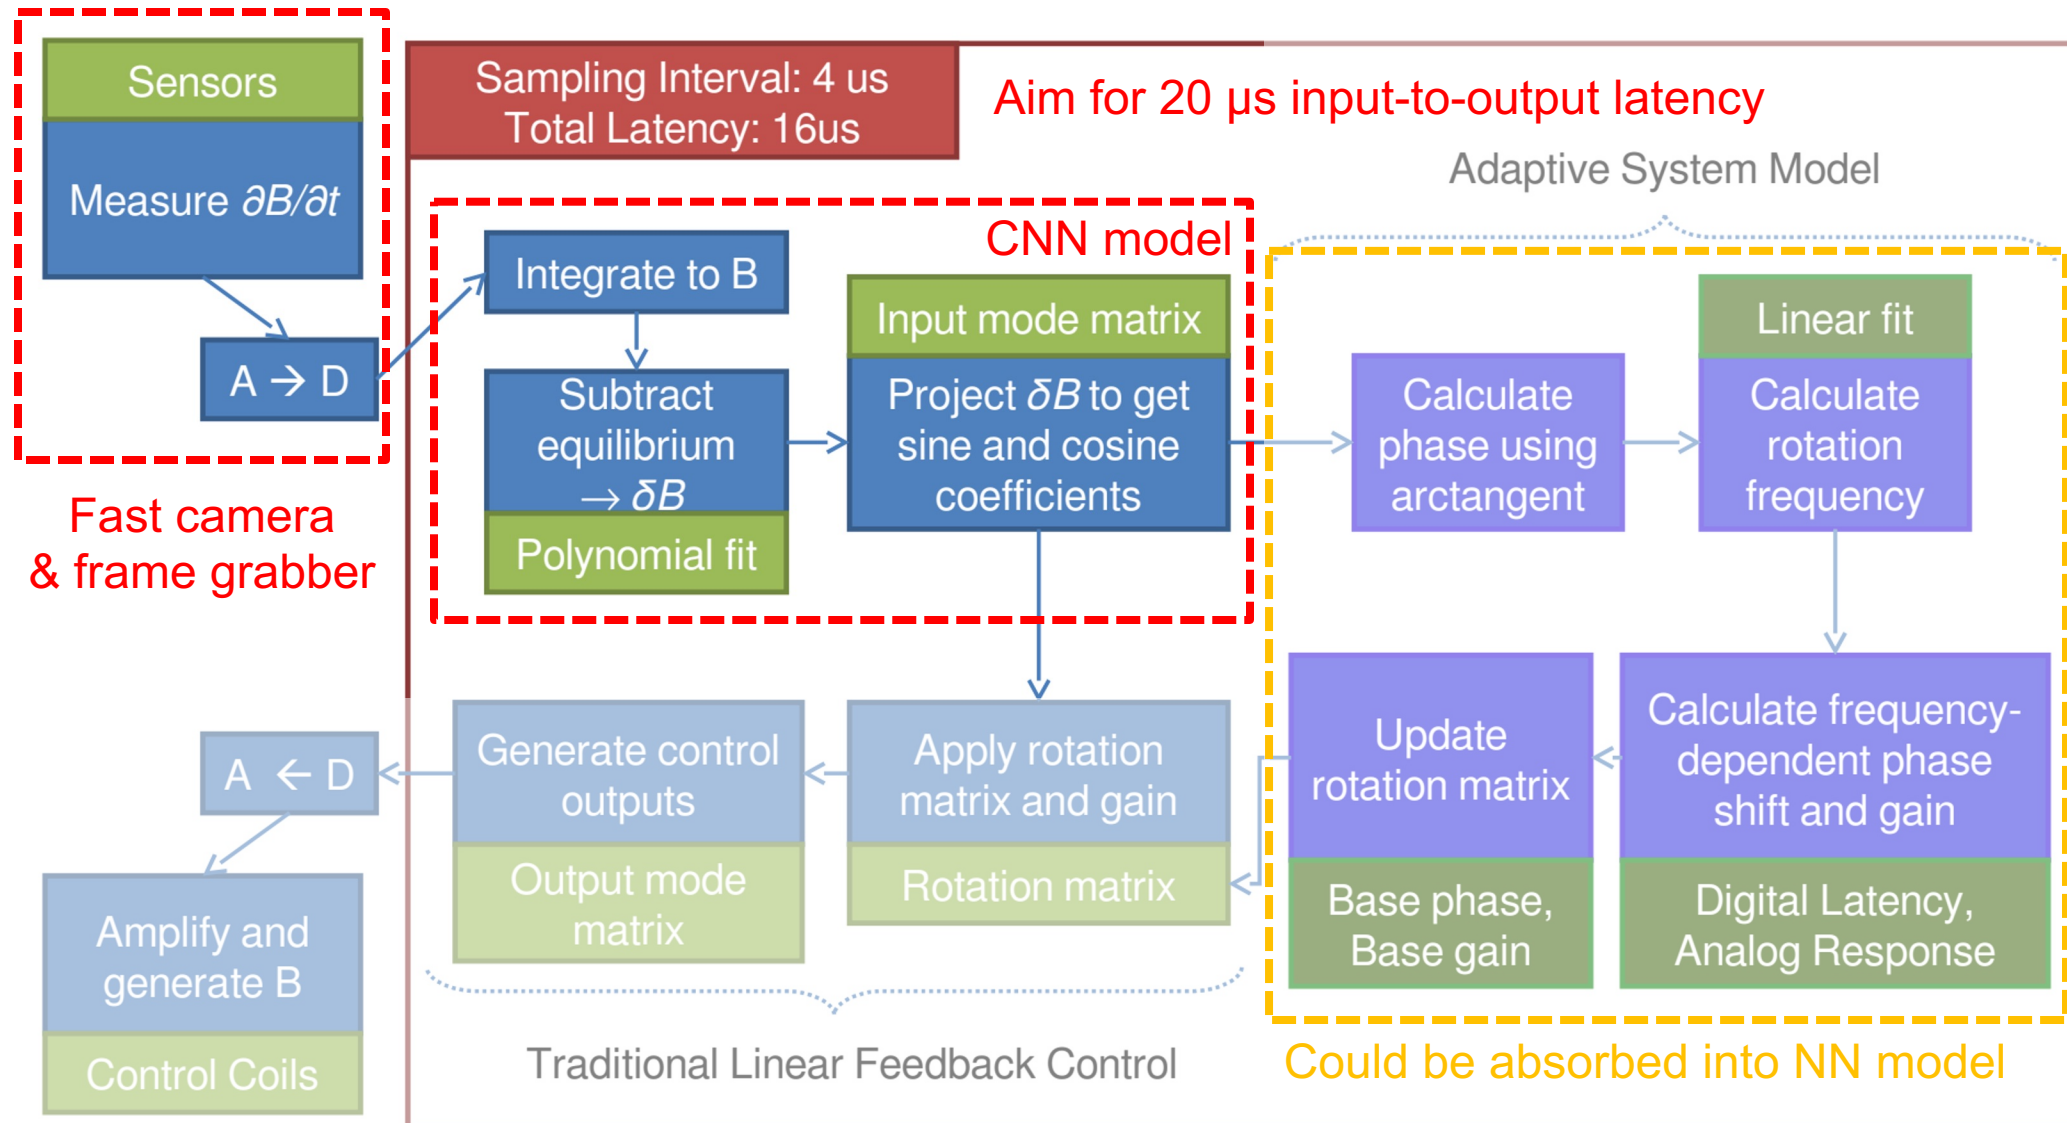 Sensors
Measure ∂B/∂t
A → D
Fast camera
& frame grabber
Sampling Interval: 4 us
Total Latency: 16us
Aim for 20 μs input-to-output latency
Adaptive System Model
CNN model
Integrate to B
Subtract
equilibrium
→ δB
Polynomial fit
Input mode matrix
Project δB to get
sine and cosine
coefficients
Calculate
phase using
arctangent
Linear fit
Calculate
rotation
frequency
Calculate frequency-
dependent phase
shift and gain
Digital Latency,
Analog Response
Update
rotation matrix
Base phase,
Base gain
Apply rotation
matrix and gain
Rotation matrix
Generate control
outputs
Output mode
matrix
A ← D
Amplify and
generate B
Control Coils
Traditional Linear Feedback Control
Could be absorbed into NN model